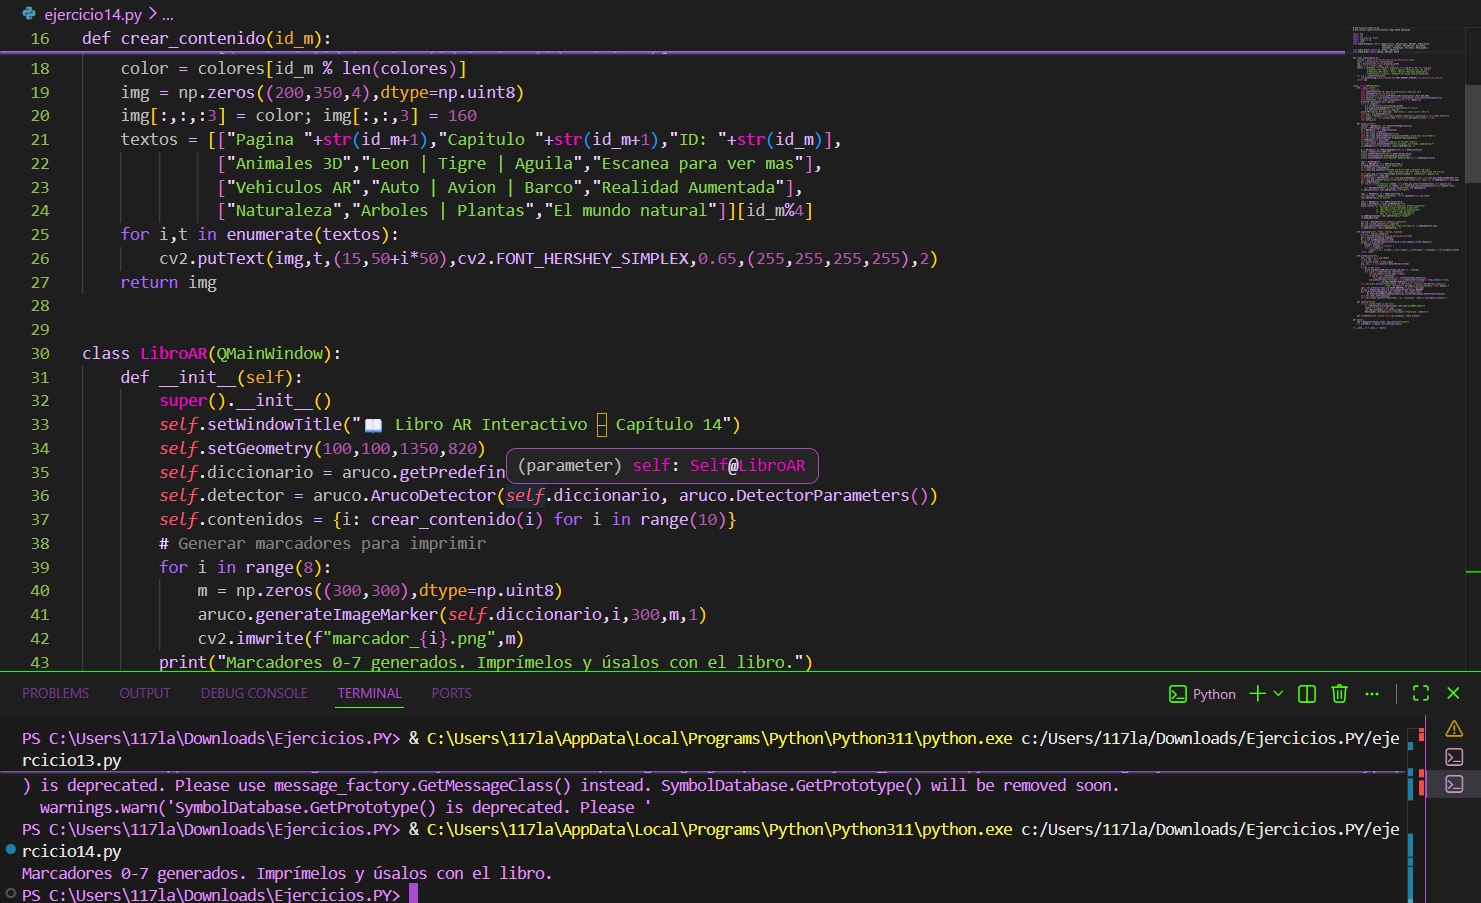 ejercicio14.py > ...
16 def crear_contenido(id_m):
18 color = colores[id_m % len(colores)]
19 img = np.zeros((200,350,4),dtype=np.uint8)
20 img[:,:,:3] = color; img[:,:,3] = 160
21 textos = [["Pagina "+str(id_m+1),"Capitulo "+str(id_m+1),"ID: "+str(id_m)],
22 ["Animales 3D","Leon | Tigre | Aguila","Escanea para ver mas"],
23 ["Vehiculos AR","Auto | Avion | Barco","Realidad Aumentada"],
24 ["Naturaleza","Arboles | Plantas","El mundo natural"]][id_m%4]
25 for i,t in enumerate(textos):
26 cv2.putText(img,t,(15,50+i*50),cv2.FONT_HERSHEY_SIMPLEX,0.65,(255,255,255,255),2)
27 return img
28
29
30 class LibroAR(QMainWindow):
31 def __init__(self):
32 super().__init__()
33 self.setWindowTitle("📖 Libro AR Interactivo – Capítulo 14")
34 self.setGeometry(100,100,1350,820)
35 self.diccionario = aruco.getPredefin
(parameter) self: Self@LibroAR
36 self.detector = aruco.ArucoDetector(self.diccionario, aruco.DetectorParameters())
37 self.contenidos = {i: crear_contenido(i) for i in range(10)}
38 # Generar marcadores para imprimir
39 for i in range(8):
40 m = np.zeros((300,300),dtype=np.uint8)
41 aruco.generateImageMarker(self.diccionario,i,300,m,1)
42 cv2.imwrite(f"marcador_{i}.png",m)
43 print("Marcadores 0-7 generados. Imprímelos y úsalos con el libro.")
PROBLEMS OUTPUT DEBUG CONSOLE TERMINAL PORTS Python
PS C:\Users\117la\Downloads\Ejercicios.PY> & C:\Users\117la\AppData\Local\Programs\Python\Python311\python.exe c:/Users/117la/Downloads/Ejercicios.PY/eje
rcicio13.py
) is deprecated. Please use message_factory.GetMessageClass() instead. SymbolDatabase.GetPrototype() will be removed soon.
warnings.warn('SymbolDatabase.GetPrototype() is deprecated. Please '
PS C:\Users\117la\Downloads\Ejercicios.PY> & C:\Users\117la\AppData\Local\Programs\Python\Python311\python.exe c:/Users/117la/Downloads/Ejercicios.PY/eje
rcicio14.py
Marcadores 0-7 generados. Imprímelos y úsalos con el libro.
PS C:\Users\117la\Downloads\Ejercicios.PY>